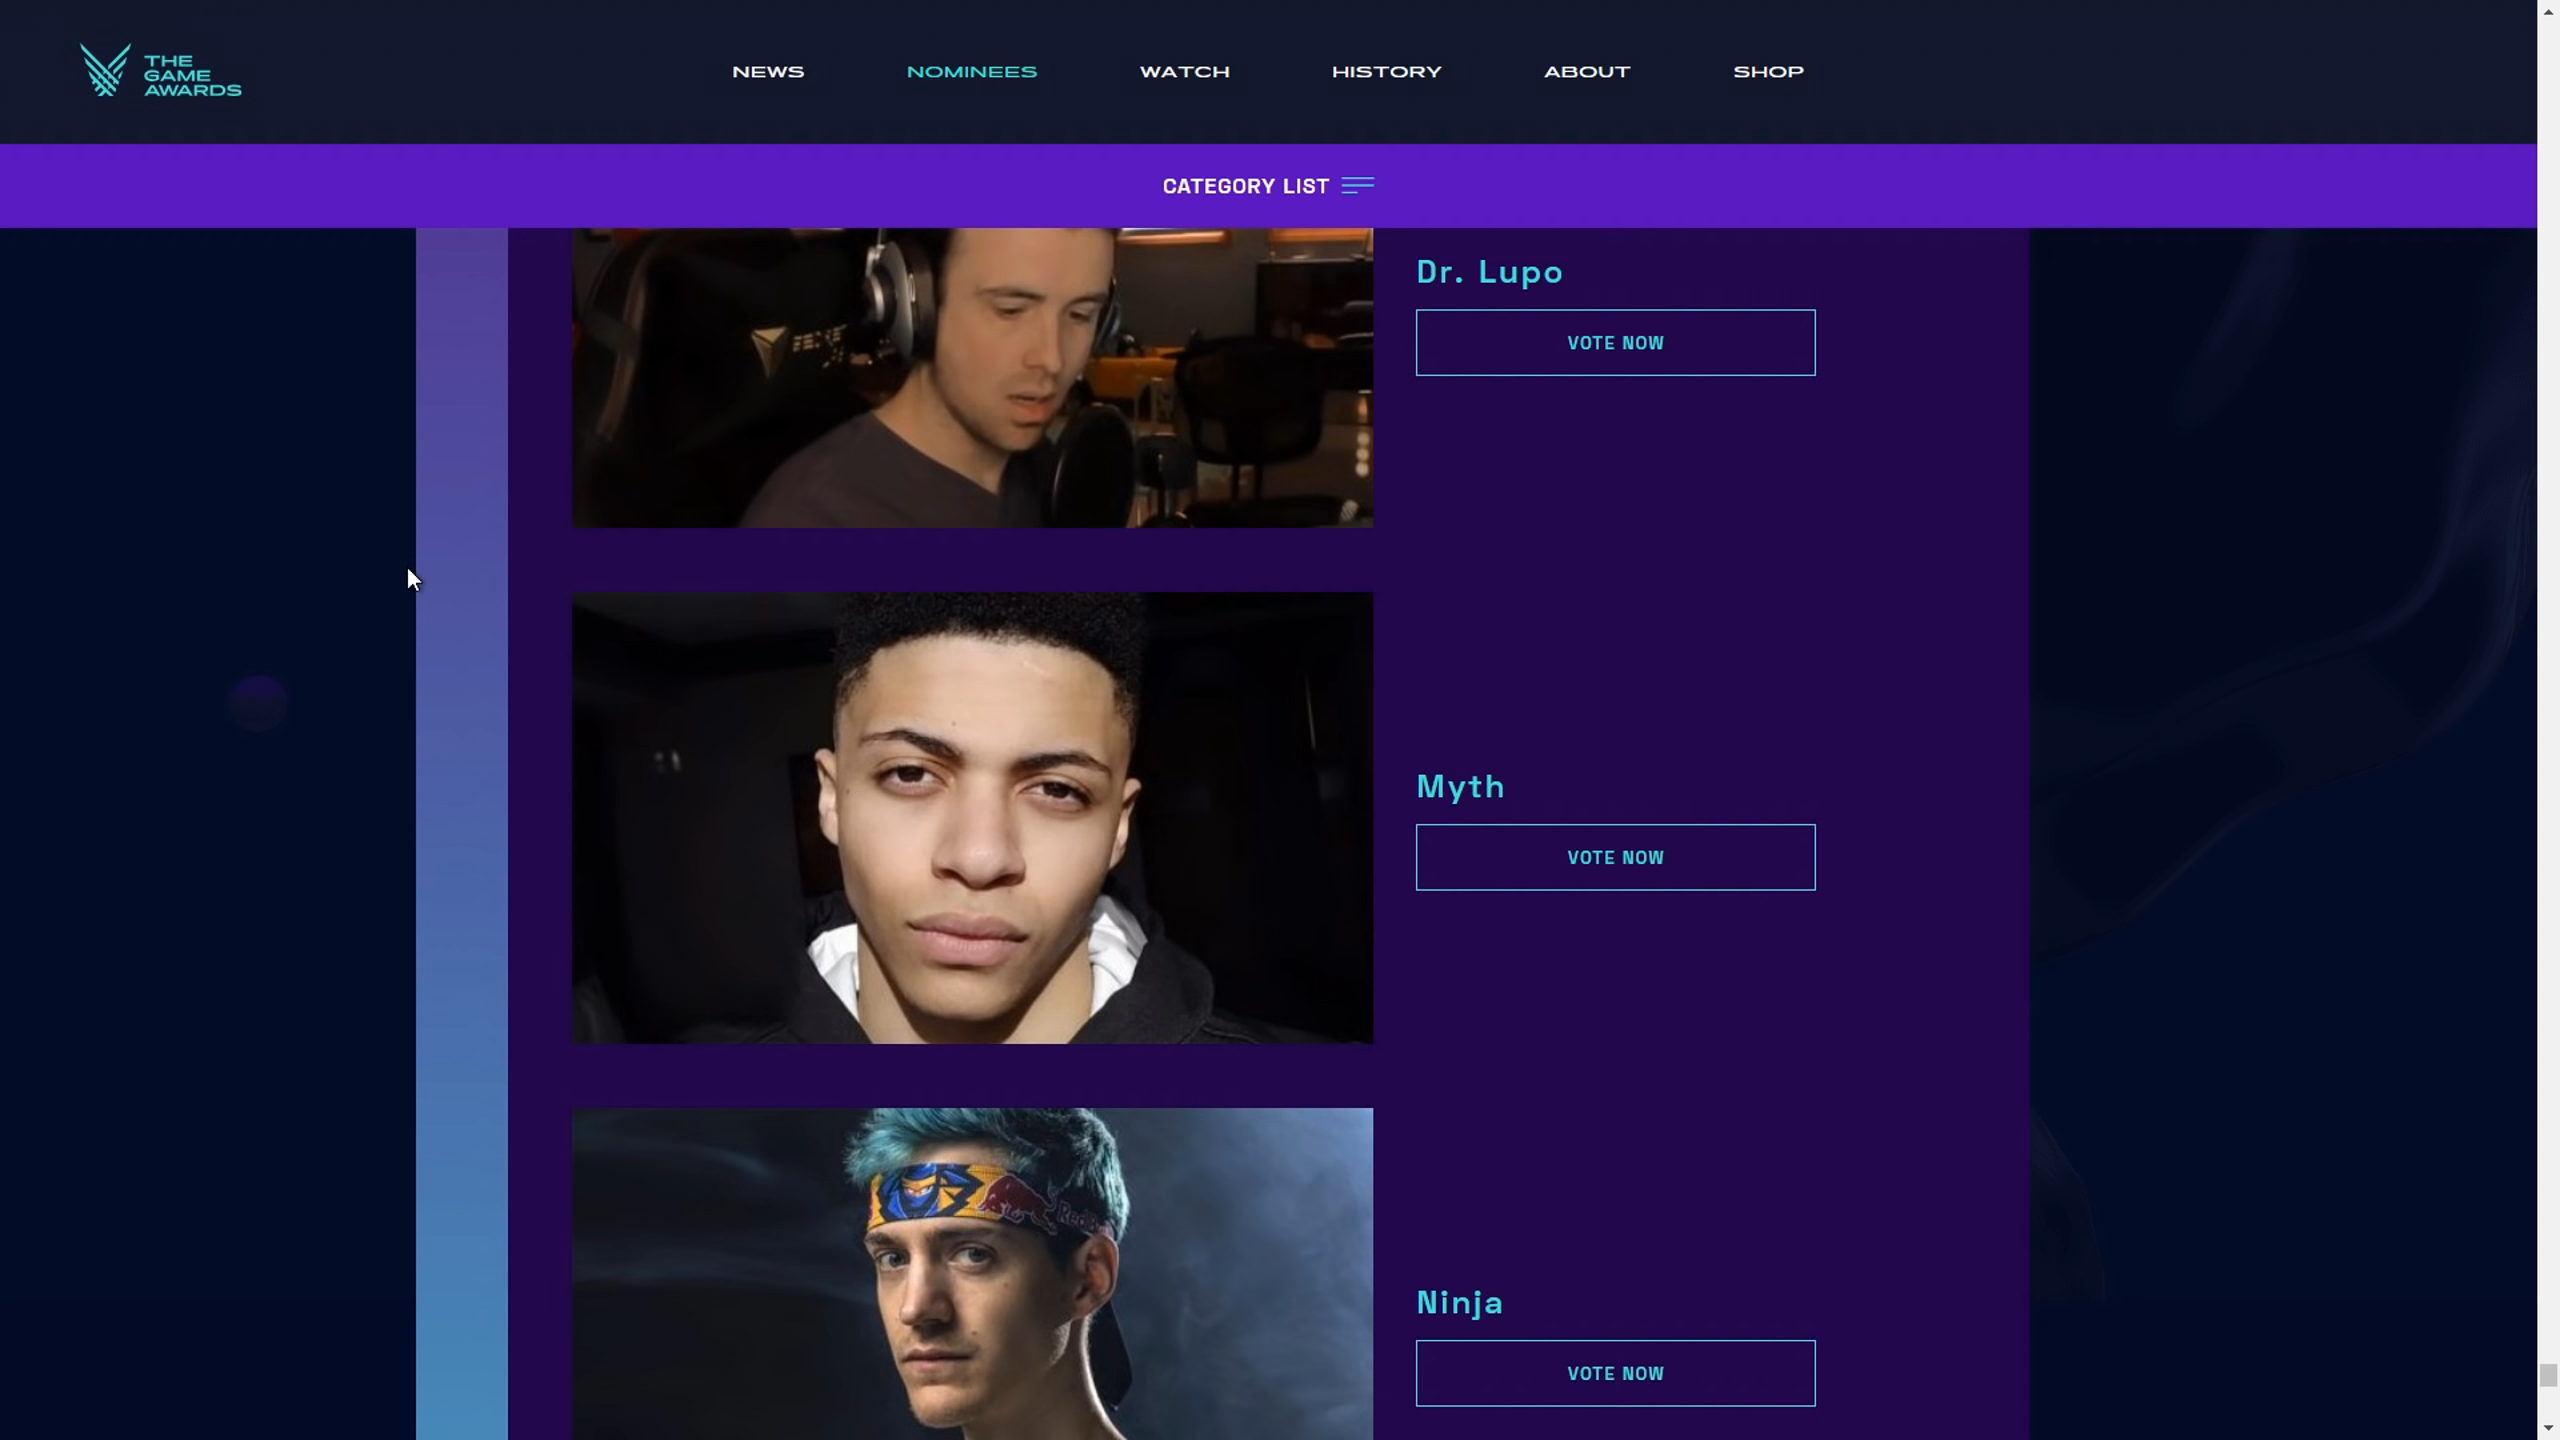 THE
GAME
AWARDS
NEWS NOMINEES WATCH HISTORY ABOUT SHOP
CATEGORY LIST
Dr. Lupo
VOTE NOW
Myth
VOTE NOW
Ninja
VOTE NOW